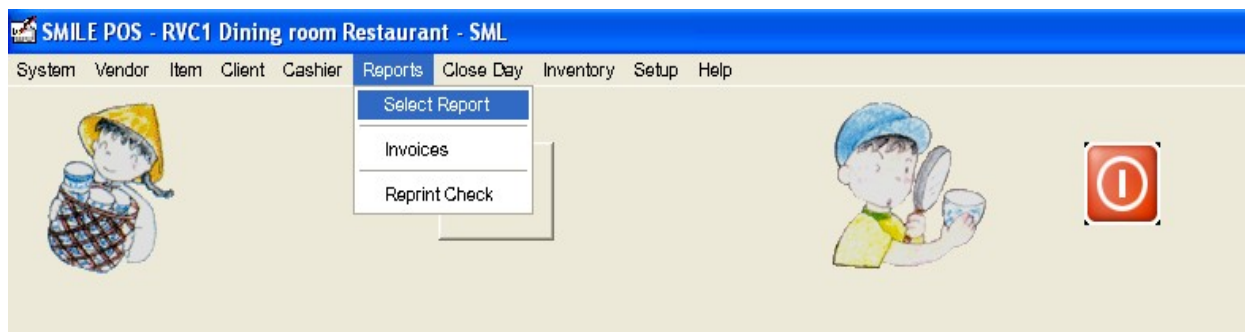 SMILE POS - RVC1 Dining room Restaurant - SML
System Vendor Item Client Cashier Reports Close Day Inventory Setup Help
Select Report
Invoices
Reprint Check